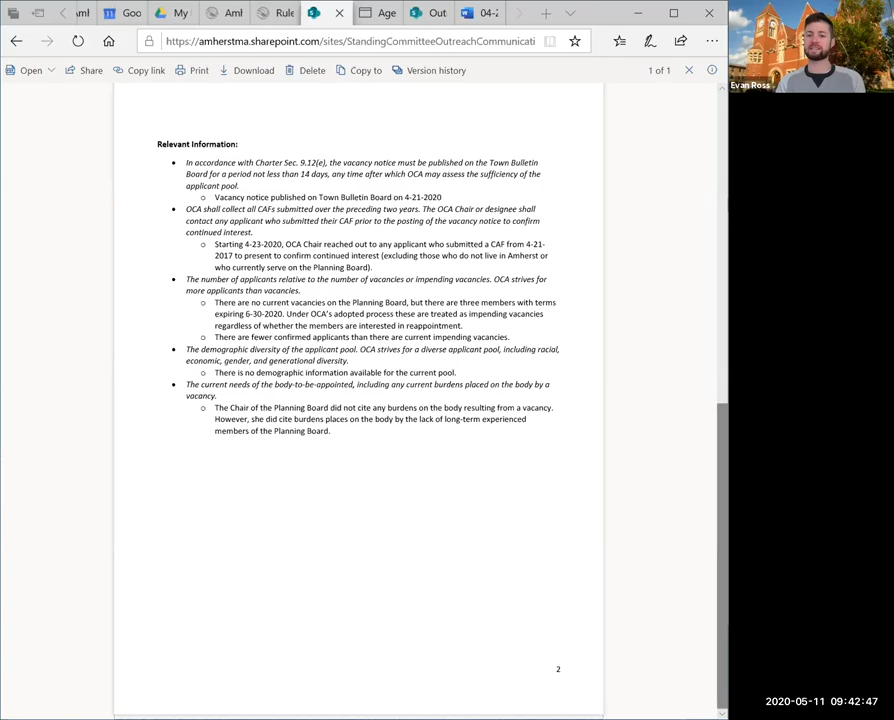 Goo
My
Aml
Rule
Age
Out
04-2
https://amherstma.sharepoint.com/sites/StandingCommitteeOutreachCommunicati
Open
Share
Copy link
Print
Download
Delete
Copy to
Version history
1 of 1
Evan Ross
Relevant Information:
In accordance with Charter Sec. 9.12(e), the vacancy notice must be published on the Town Bulletin
Board for a period not less than 14 days, any time after which OCA may assess the sufficiency of the
applicant pool.
Vacancy notice published on Town Bulletin Board on 4-21-2020
OCA shall collect all CAFs submitted over the preceding two years. The OCA Chair or designee shall
contact any applicant who submitted their CAF prior to the posting of the vacancy notice to confirm
continued interest.
Starting 4-23-2020, OCA Chair reached out to any applicant who submitted a CAF from 4-21-
2017 to present to confirm continued interest (excluding those who do not live in Amherst or
who currently serve on the Planning Board).
The number of applicants relative to the number of vacancies or impending vacancies. OCA strives for
more applicants than vacancies.
There are no current vacancies on the Planning Board, but there are three members with terms
expiring 6-30-2020. Under OCA's adopted process these are treated as impending vacancies
regardless of whether the members are interested in reappointment.
There are fewer confirmed applicants than there are current impending vacancies.
The demographic diversity of the applicant pool. OCA strives for a diverse applicant pool, including racial,
economic, gender, and generational diversity.
There is no demographic information available for the current pool.
The current needs of the body-to-be-appointed, including any current burdens placed on the body by a
vacancy.
The Chair of the Planning Board did not cite any burdens on the body resulting from a vacancy.
However, she did cite burdens places on the body by the lack of long-term experienced
members of the Planning Board.
2
2020-05-11 09:42:47